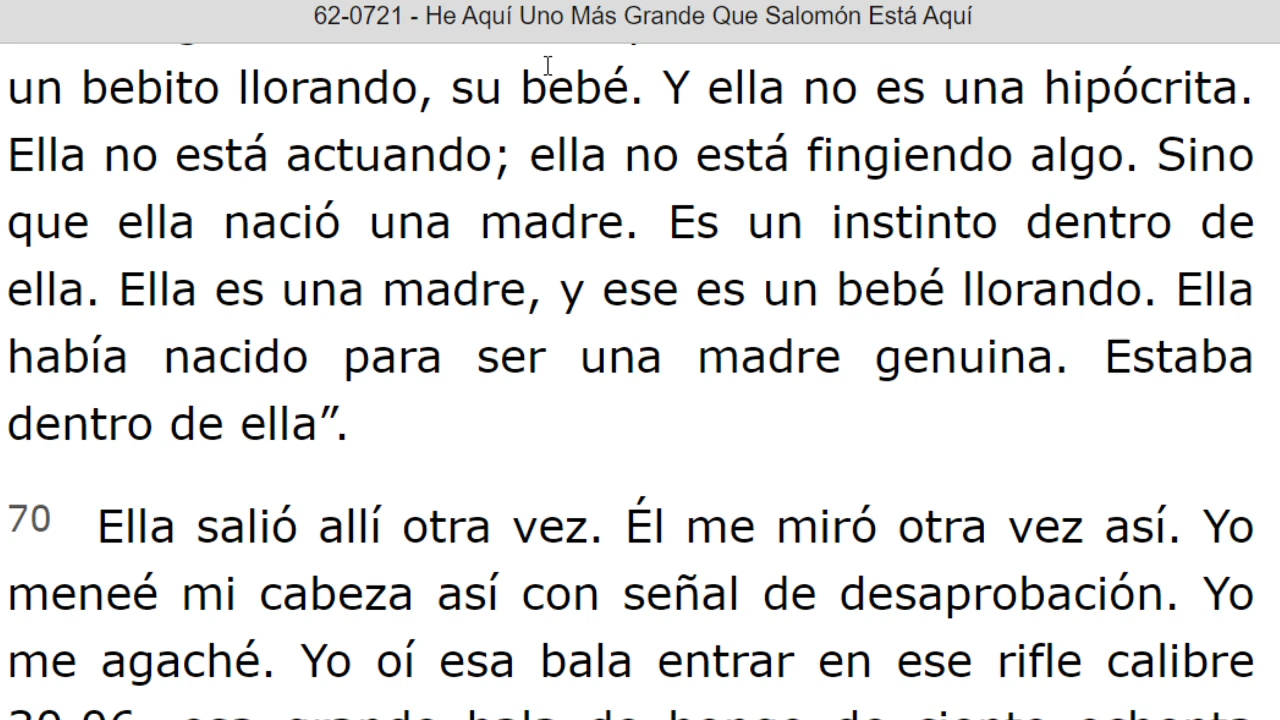 62-0721 - He Aquí Uno Más Grande Que Salomón Está Aquí
un bebito llorando, su bebé. Y ella no es una hipócrita.
Ella no está actuando; ella no está fingiendo algo. Sino
que ella nació una madre. Es un instinto dentro de
ella. Ella es una madre, y ese es un bebé llorando. Ella
había nacido para ser una madre genuina. Estaba
dentro de ella”.
70 Ella salió allí otra vez. Él me miró otra vez así. Yo
meneé mi cabeza así con señal de desaprobación. Yo
me agaché. Yo oí esa bala entrar en ese rifle calibre